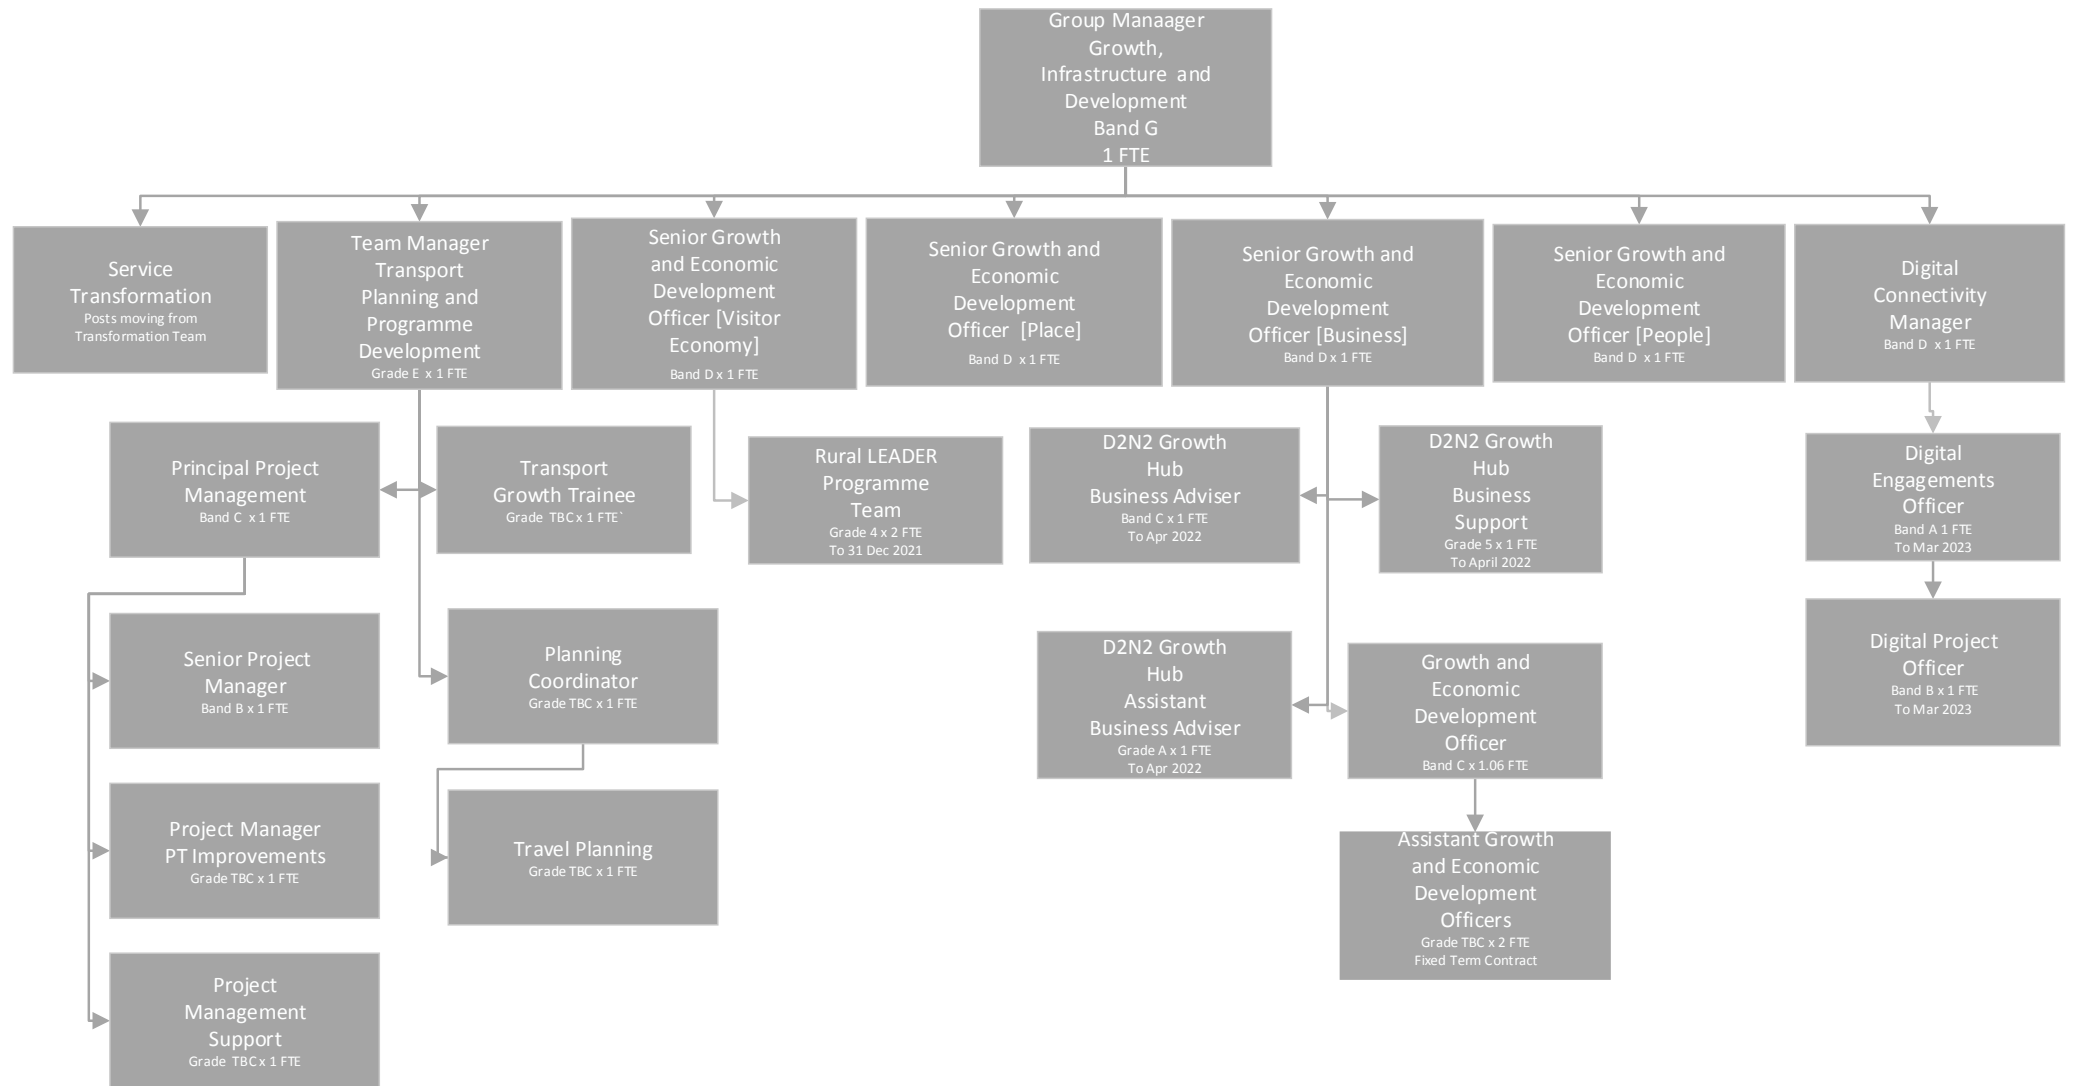 Group Manaager
Growth,
Infrastructure and
Development
Band G
1 FTE
Service
Transformation
Posts moving from
Transformation Team
Team Manager
Transport
Planning and
Programme
Development
Grade E x 1 FTE
Senior Growth
and Economic
Development
Officer [Visitor
Economy]
Band D x 1 FTE
Senior Growth and
Economic
Development
Officer [Place]
Band D x 1 FTE
Senior Growth and
Economic
Development
Officer [Business]
Band D x 1 FTE
Senior Growth and
Economic
Development
Officer [People]
Band D x 1 FTE
Digital
Connectivity
Manager
Band D x 1 FTE
Principal Project
Management
Band C x 1 FTE
Transport
Growth Trainee
Grade TBC x 1 FTE`
Rural LEADER
Programme
Team
Grade 4 x 2 FTE
To 31 Dec 2021
D2N2 Growth
Hub
Business Adviser
Band C x 1 FTE
To Apr 2022
D2N2 Growth
Hub
Business
Support
Grade 5 x 1 FTE
To April 2022
Digital
Engagements
Officer
Band A 1 FTE
To Mar 2023
Senior Project
Manager
Band B x 1 FTE
Planning
Coordinator
Grade TBC x 1 FTE
D2N2 Growth
Hub
Assistant
Business Adviser
Grade A x 1 FTE
To Apr 2022
Growth and
Economic
Development
Officer
Band C x 1.06 FTE
Digital Project
Officer
Band B x 1 FTE
To Mar 2023
Project Manager
PT Improvements
Grade TBC x 1 FTE
Travel Planning
Grade TBC x 1 FTE
Assistant Growth
and Economic
Development
Officers
Grade TBC x 2 FTE
Fixed Term Contract
Project
Management
Support
Grade TBC x 1 FTE